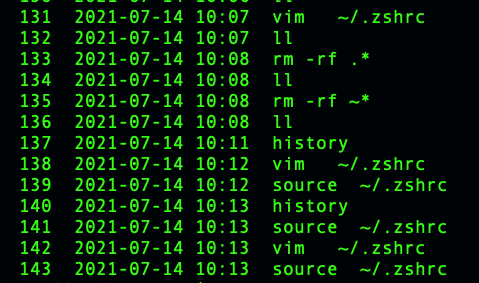 131  2021-07-14 10:07  vim   ~/.zshrc
132  2021-07-14 10:07  ll
133  2021-07-14 10:08  rm -rf .*
134  2021-07-14 10:08  ll
135  2021-07-14 10:08  rm -rf ~*
136  2021-07-14 10:08  ll
137  2021-07-14 10:11  history
138  2021-07-14 10:12  vim   ~/.zshrc
139  2021-07-14 10:12  source  ~/.zshrc
140  2021-07-14 10:13  history
141  2021-07-14 10:13  source  ~/.zshrc
142  2021-07-14 10:13  vim   ~/.zshrc
143  2021-07-14 10:13  source  ~/.zshrc